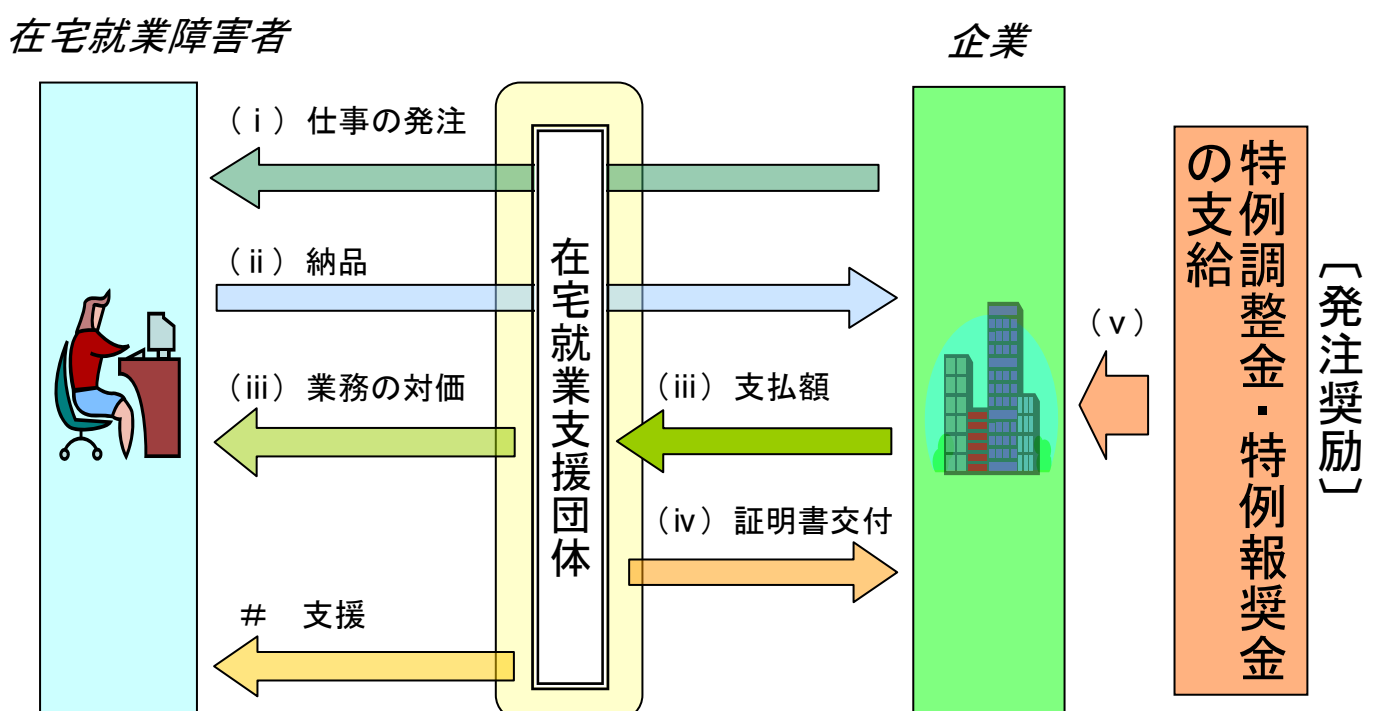 在宅就業障害者
企業
（ⅰ）仕事の発注
（ⅱ）納品
（ⅲ）業務の対価
（ⅲ）支払額
（ⅳ）証明書交付
＃　支援
在宅就業支援団体
（ⅴ）
特例調整金・特例報奨金
の支給
〔発注奨励〕